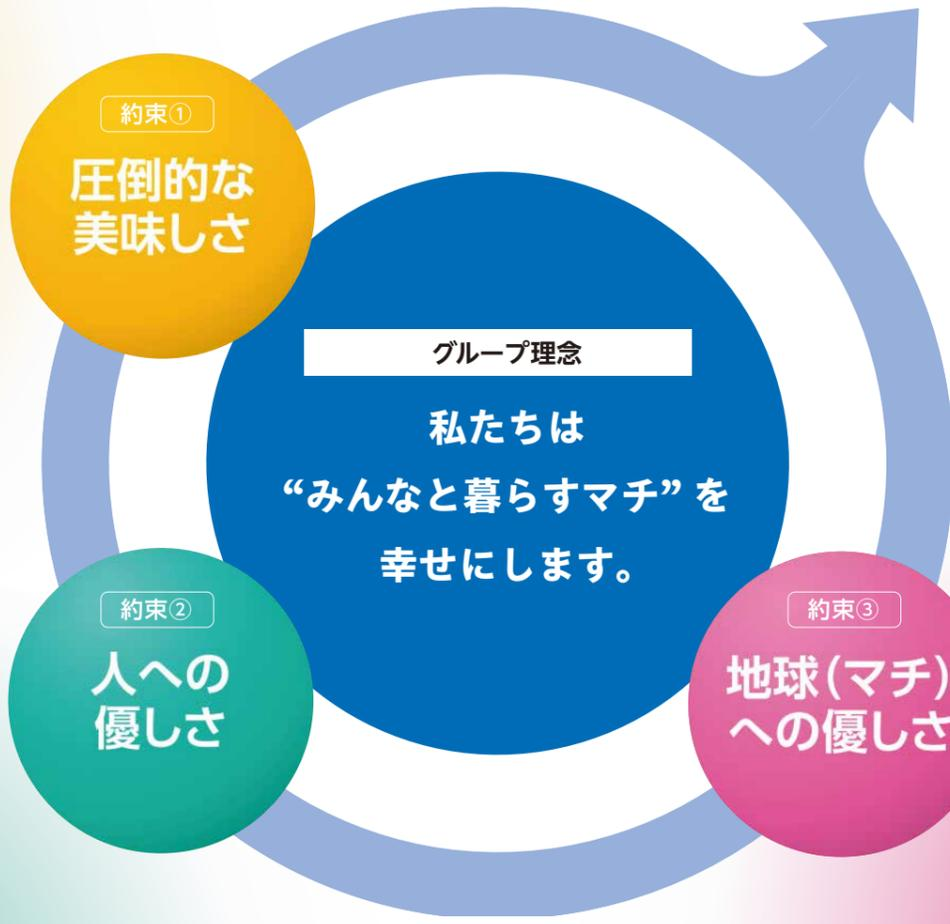 約束①
圧倒的な
美味しさ
グループ理念
私たちは
“みんなと暮らすマチ” を
幸せにします。
約束②
人への
優しさ
約束③
地球（マチ）
への優しさ